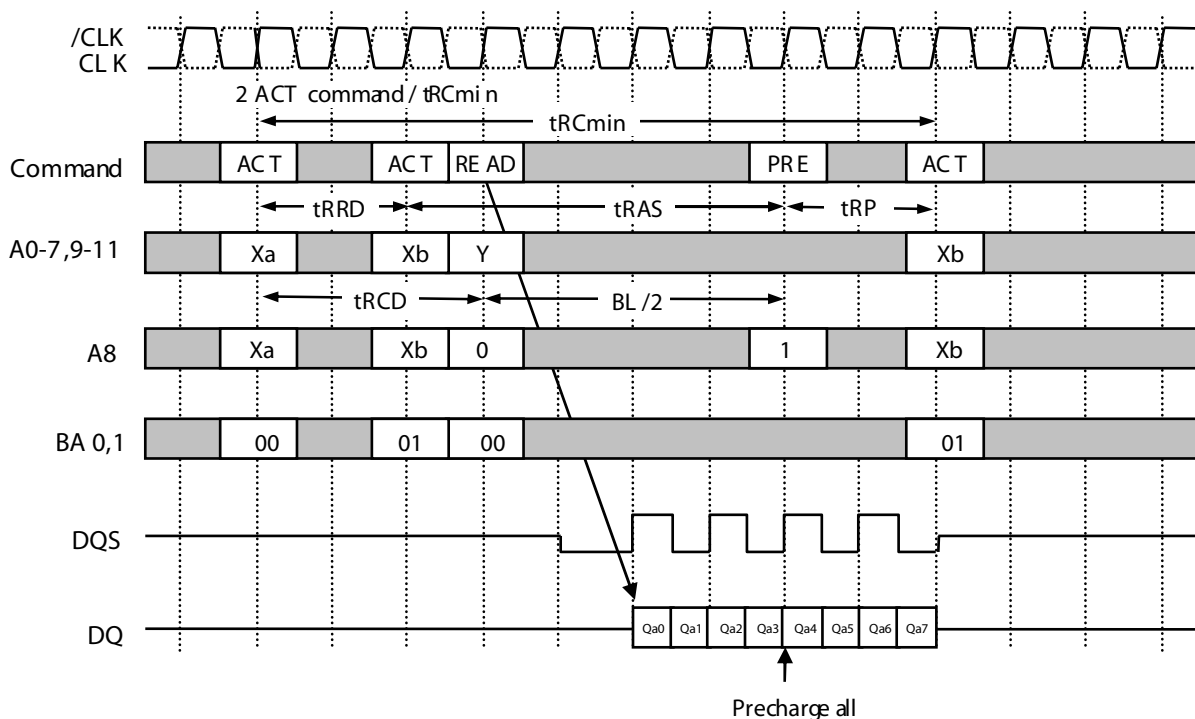 /CLK
CLK
2 ACT command / tRCmin
tRCmin
Command ACT ACT READ PRE ACT
tRRD tRAS tRP
A0-7,9-11 Xa Xb Y Xb
tRCD BL/2
A8 Xa Xb 0 1 Xb
BA 0,1 00 01 00 01
DQS
DQ Qa0 Qa1 Qa2 Qa3 Qa4 Qa5 Qa6 Qa7
Precharge all